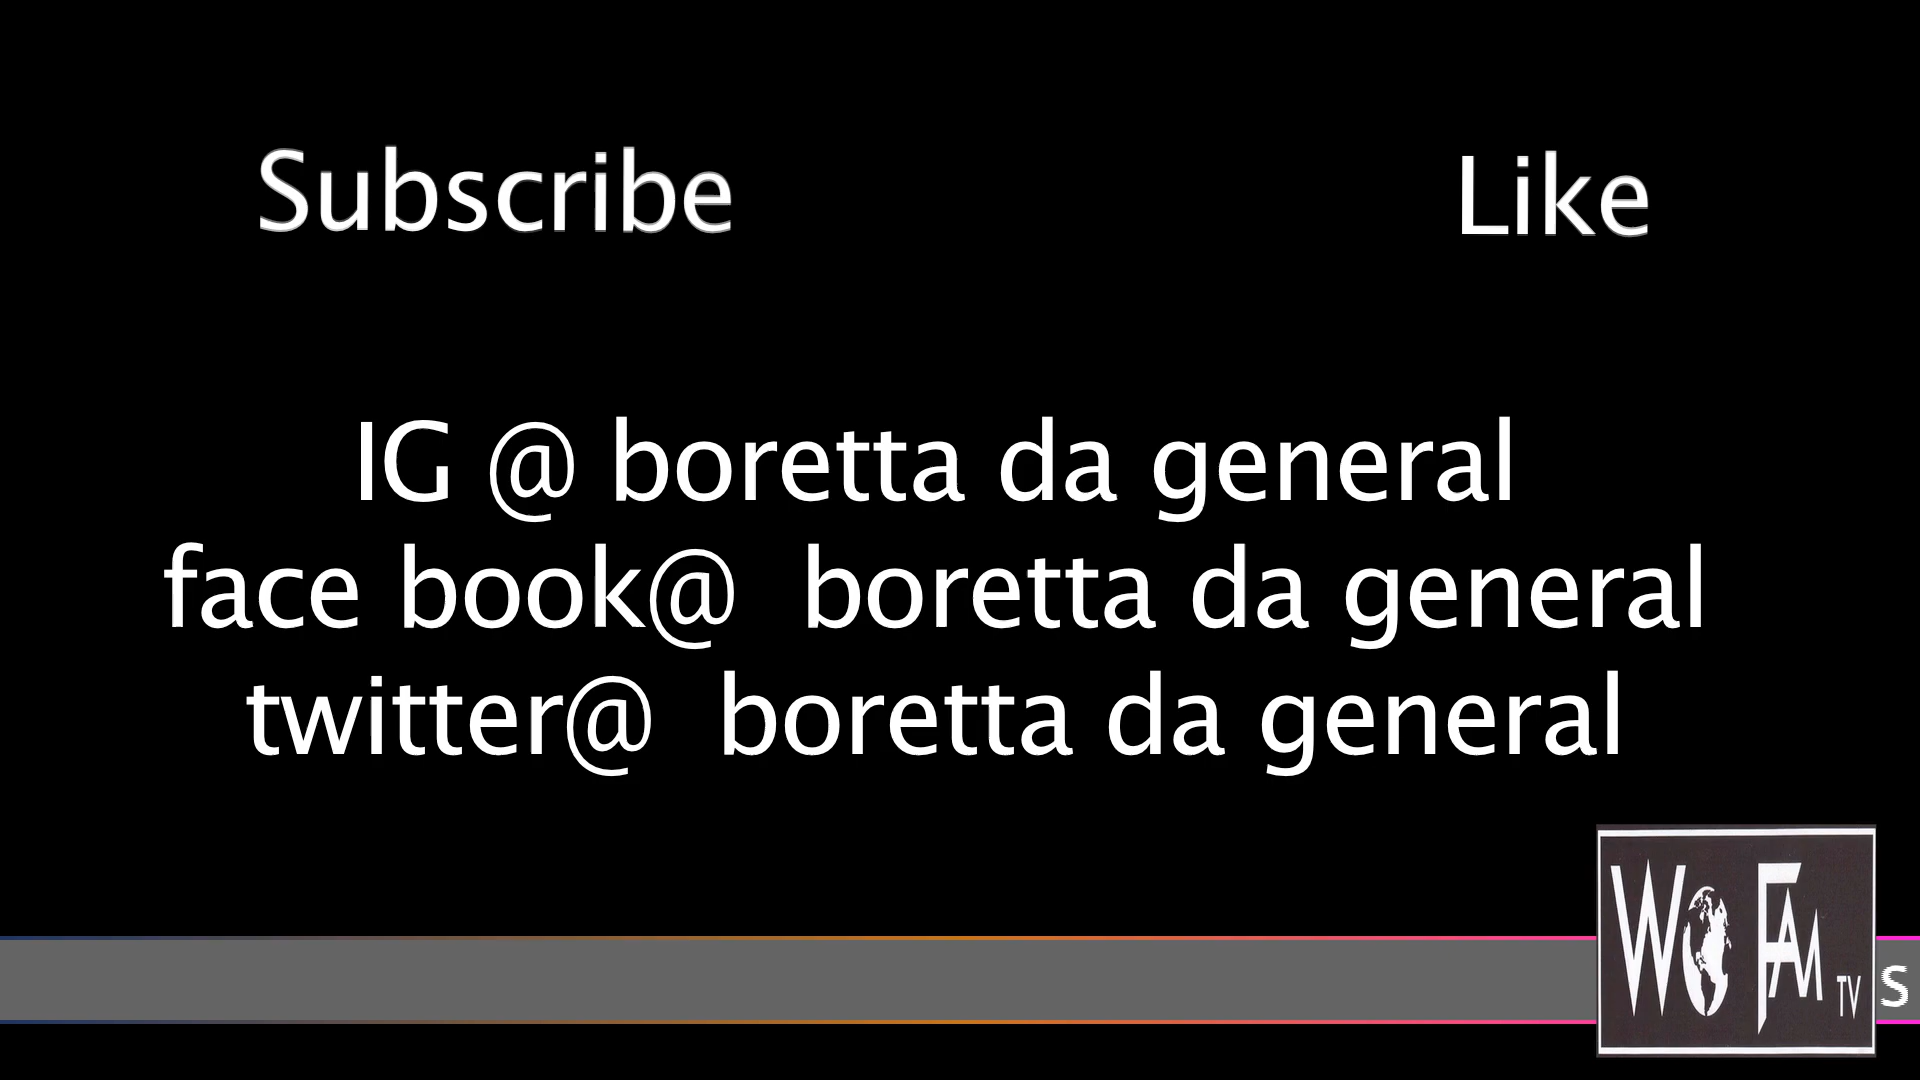 Subscribe Like
IG @ boretta da general
face book@  boretta da general
twitter@  boretta da general
WO FAM TV
s